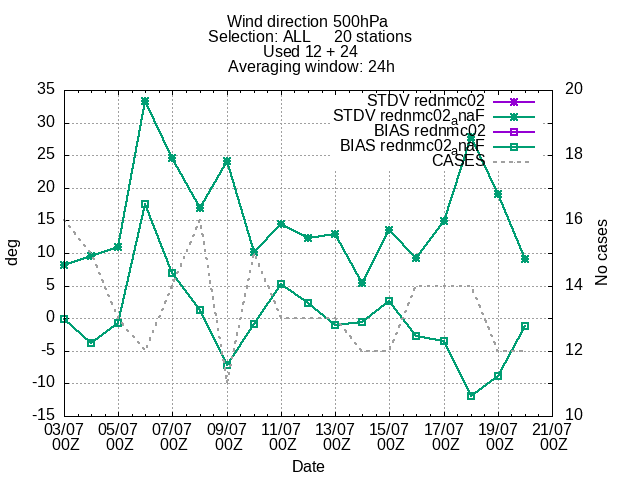 Wind direction 500hPa
Selection: ALL 20 stations
Used 12 + 24
Averaging window: 24h
STDV rednmc02
STDV rednmc02anaF
BIAS rednmc02
BIAS rednmc02anaF
CASES
35
30
25
20
15
10
5
0
-5
-10
-15
deg
20
18
16
14
12
10
No cases
03/07 05/07 07/07 09/07 11/07 13/07 15/07 17/07 19/07 21/07
00Z 00Z 00Z 00Z 00Z 00Z 00Z 00Z 00Z 00Z
Date